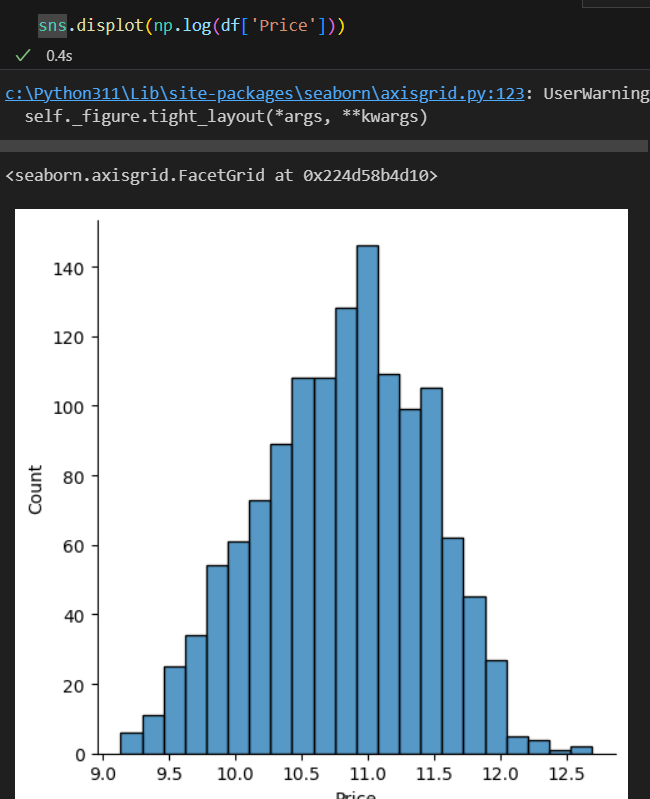 sns.displot(np.log(df['Price']))
0.4s
c:\Python311\Lib\site-packages\seaborn\axisgrid.py:123: UserWarning
self._figure.tight_layout(*args, **kwargs)
<seaborn.axisgrid.FacetGrid at 0x224d58b4d10>
140
120
100
80
60
40
20
0
Count
9.0 9.5 10.0 10.5 11.0 11.5 12.0 12.5
Price